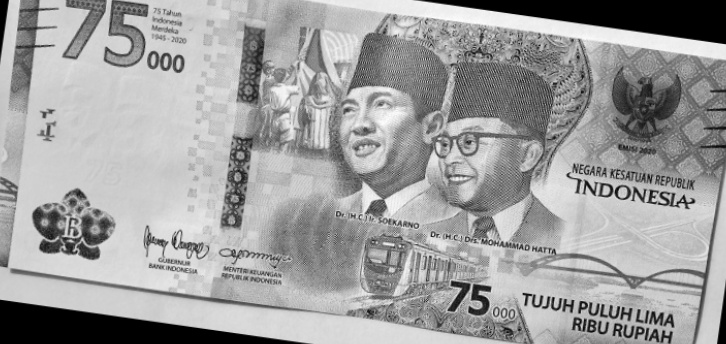 75 000
75 Tahun
Indonesia
Merdeka
1945 - 2020
EMISI 2020
NEGARA KESATUAN REPUBLIK
INDONESIA
Dr. (H.C.) Ir. SOEKARNO
Dr. (H.C.) Drs. MOHAMMAD HATTA
GUBERNUR
BANK INDONESIA
MENTERI KEUANGAN
REPUBLIK INDONESIA
75 000
TUJUH PULUH LIMA
RIBU RUPIAH